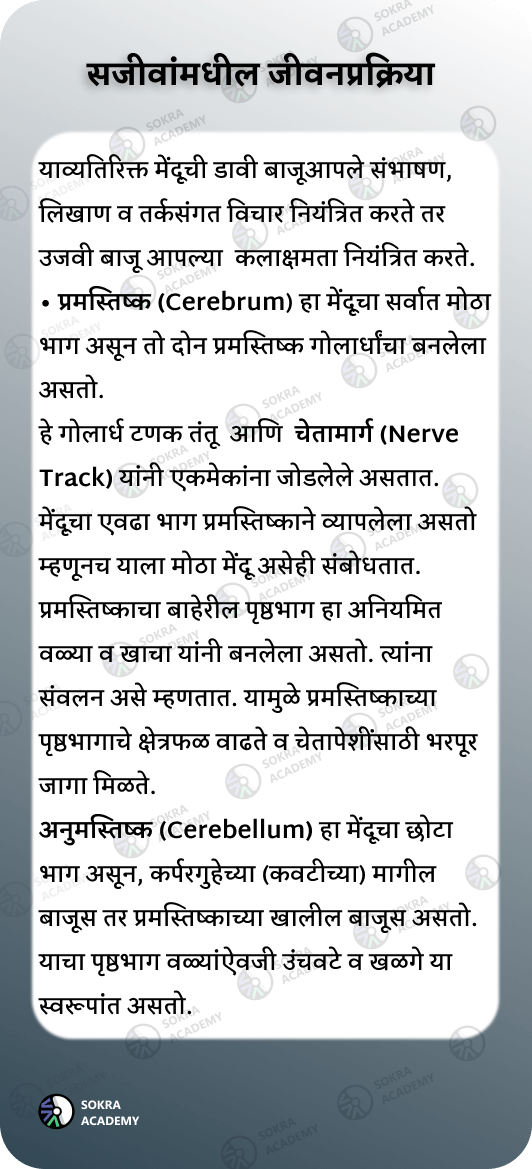 सजीवांमधील जीवनप्रक्रिया
याव्यतिरिक्त मेंदूची डावी बाजूआपले संभाषण,
लिखाण व तर्कसंगत विचार नियंत्रित करते तर
उजवी बाजू आपल्या कलाक्षमता नियंत्रित करते.
• प्रमस्तिष्क (Cerebrum) हा मेंदूचा सर्वात मोठा
भाग असून तो दोन प्रमस्तिष्क गोलार्धांचा बनलेला
असतो.
हे गोलार्ध टणक तंतू आणि चेतामार्ग (Nerve
Track) यांनी एकमेकांना जोडलेले असतात.
मेंदूचा एवढा भाग प्रमस्तिष्काने व्यापलेला असतो
म्हणूनच याला मोठा मेंदू असेही संबोधतात.
प्रमस्तिष्काचा बाहेरील पृष्ठभाग हा अनियमित
वळ्या व खाचा यांनी बनलेला असतो. त्यांना
संवलन असे म्हणतात. यामुळे प्रमस्तिष्काच्या
पृष्ठभागाचे क्षेत्रफळ वाढते व चेतापेशींसाठी भरपूर
जागा मिळते.
अनुमस्तिष्क (Cerebellum) हा मेंदूचा छोटा
भाग असून, कर्परगुहेच्या (कवटीच्या) मागील
बाजूस तर प्रमस्तिष्काच्या खालील बाजूस असतो.
याचा पृष्ठभाग वळ्यांऐवजी उंचवटे व खळगे या
स्वरूपांत असतो.
SOKRA
ACADEMY